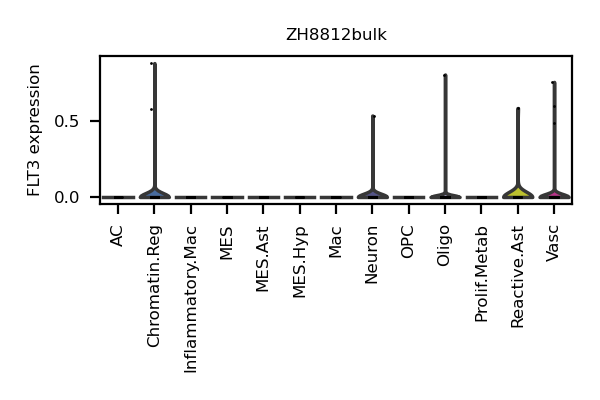 ZH8812bulk
FLT3 expression
0.5
0.0
AC
Chromatin.Reg
Inflammatory.Mac
MES
MES.Ast
MES.Hyp
Mac
Neuron
OPC
Oligo
Prolif.Metab
Reactive.Ast
Vasc